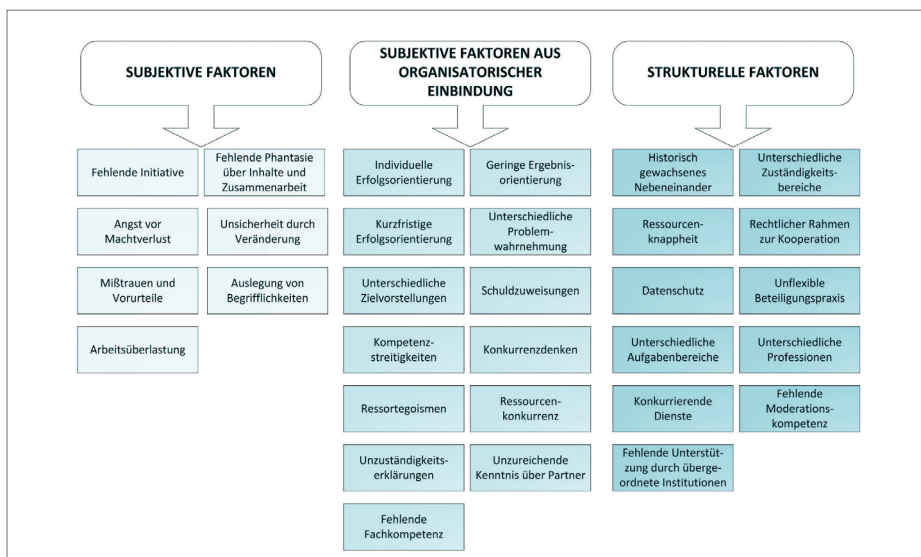 SUBJEKTIVE FAKTOREN
Fehlende Initiative
Fehlende Phantasie
über Inhalte und
Zusammenarbeit
Angst vor
Machtverlust
Unsicherheit durch
Veränderung
Mißtrauen und
Vorurteile
Auslegung von
Begrifflichkeiten
Arbeitsüberlastung
SUBJEKTIVE FAKTOREN AUS
ORGANISATORISCHER
EINBINDUNG
Individuelle
Erfolgsorientierung
Geringe Ergebnis-
orientierung
Kurzfristige
Erfolgsorientierung
Unterschiedliche
Problem-
wahrnehmung
Unterschiedliche
Zielvorstellungen
Schuldzuweisungen
Kompetenz-
streitigkeiten
Konkurrenzdenken
Ressortegoismen
Ressourcen-
konkurrenz
Unzuständigkeits-
erklärungen
Unzureichende
Kenntnis über Partner
Fehlende
Fachkompetenz
STRUKTURELLE FAKTOREN
Historisch
gewachsenes
Nebeneinander
Unterschiedliche
Zuständigkeits-
bereiche
Ressourcen-
knappheit
Rechtlicher Rahmen
zur Kooperation
Datenschutz
Unflexible
Beteiligungspraxis
Unterschiedliche
Aufgabenbereiche
Unterschiedliche
Professionen
Konkurrierende
Dienste
Fehlende
Moderations-
kompetenz
Fehlende Unterstüt-
zung durch überge-
ordnete Institutionen